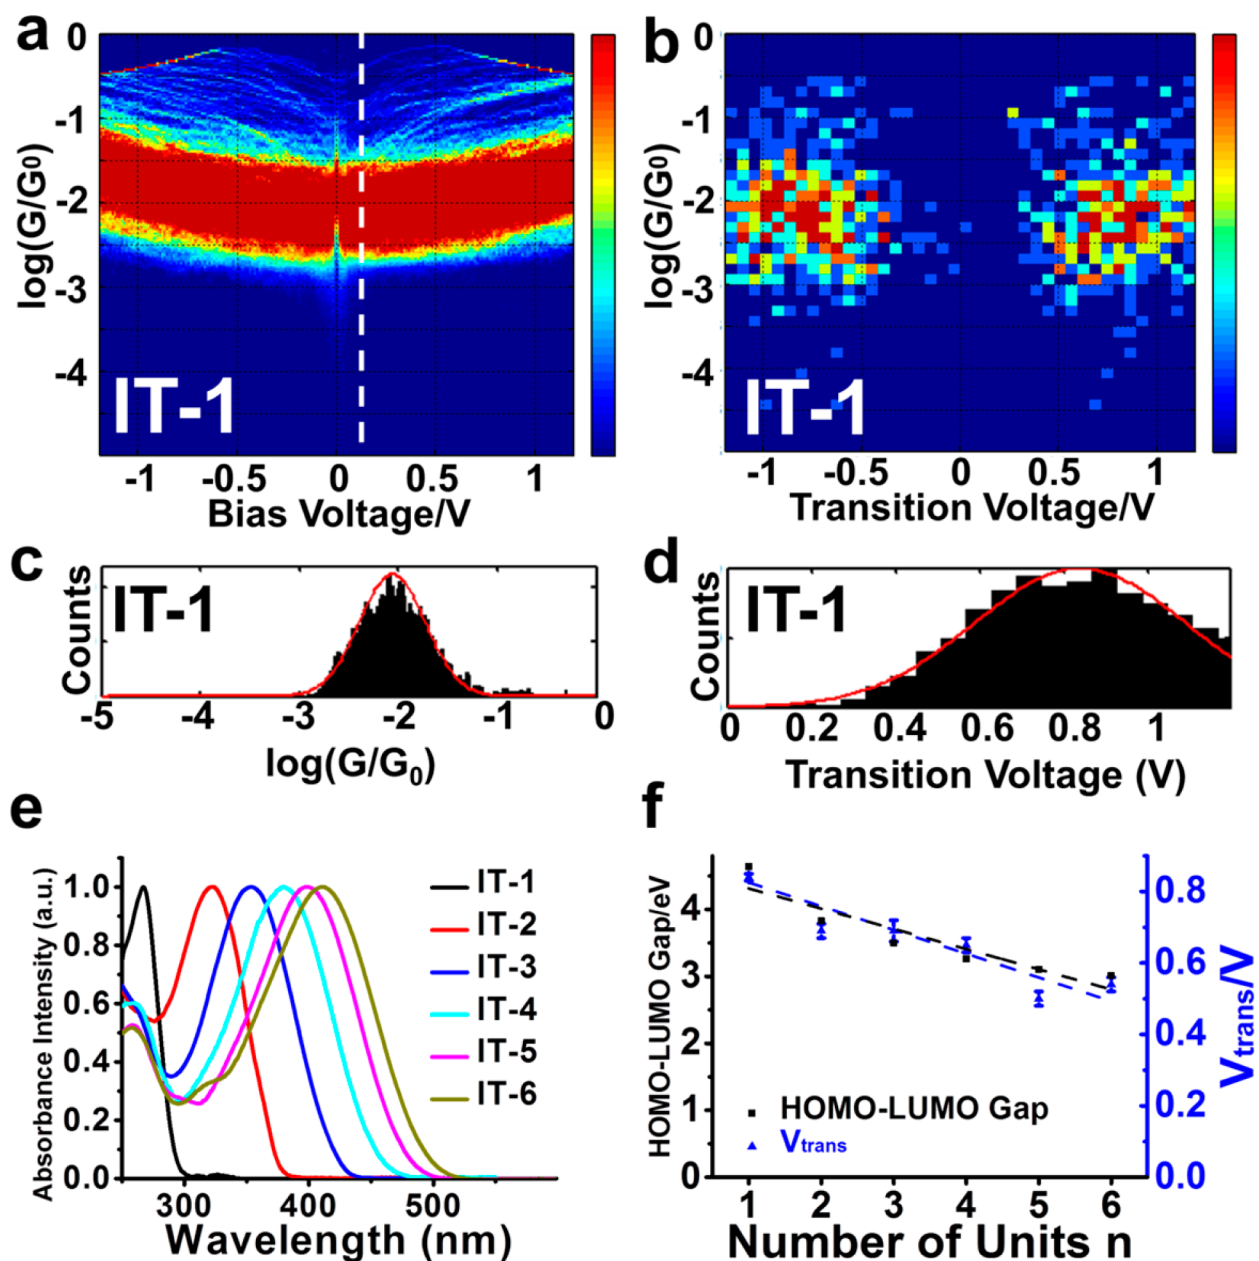 a
0
-1
-2
-3
-4
log(G/G0)
IT-1
-1 -0.5 0 0.5 1
Bias Voltage/V
b
0
-1
-2
-3
-4
log(G/G0)
IT-1
-1 -0.5 0 0.5 1
Transition Voltage/V
c
Counts
IT-1
-5 -4 -3 -2 -1 0
log(G/G₀)
d
Counts
IT-1
0 0.2 0.4 0.6 0.8 1
Transition Voltage (V)
e
Absorbance Intensity (a.u.)
1.0
0.8
0.6
0.4
0.2
0.0
IT-1
IT-2
IT-3
IT-4
IT-5
IT-6
300 400 500
Wavelength (nm)
f
HOMO-LUMO Gap/eV
4
3
2
1
0
HOMO-LUMO Gap
Vtrans
0.8
0.6
0.4
0.2
0.0
Vtrans/V
1 2 3 4 5 6
Number of Units n